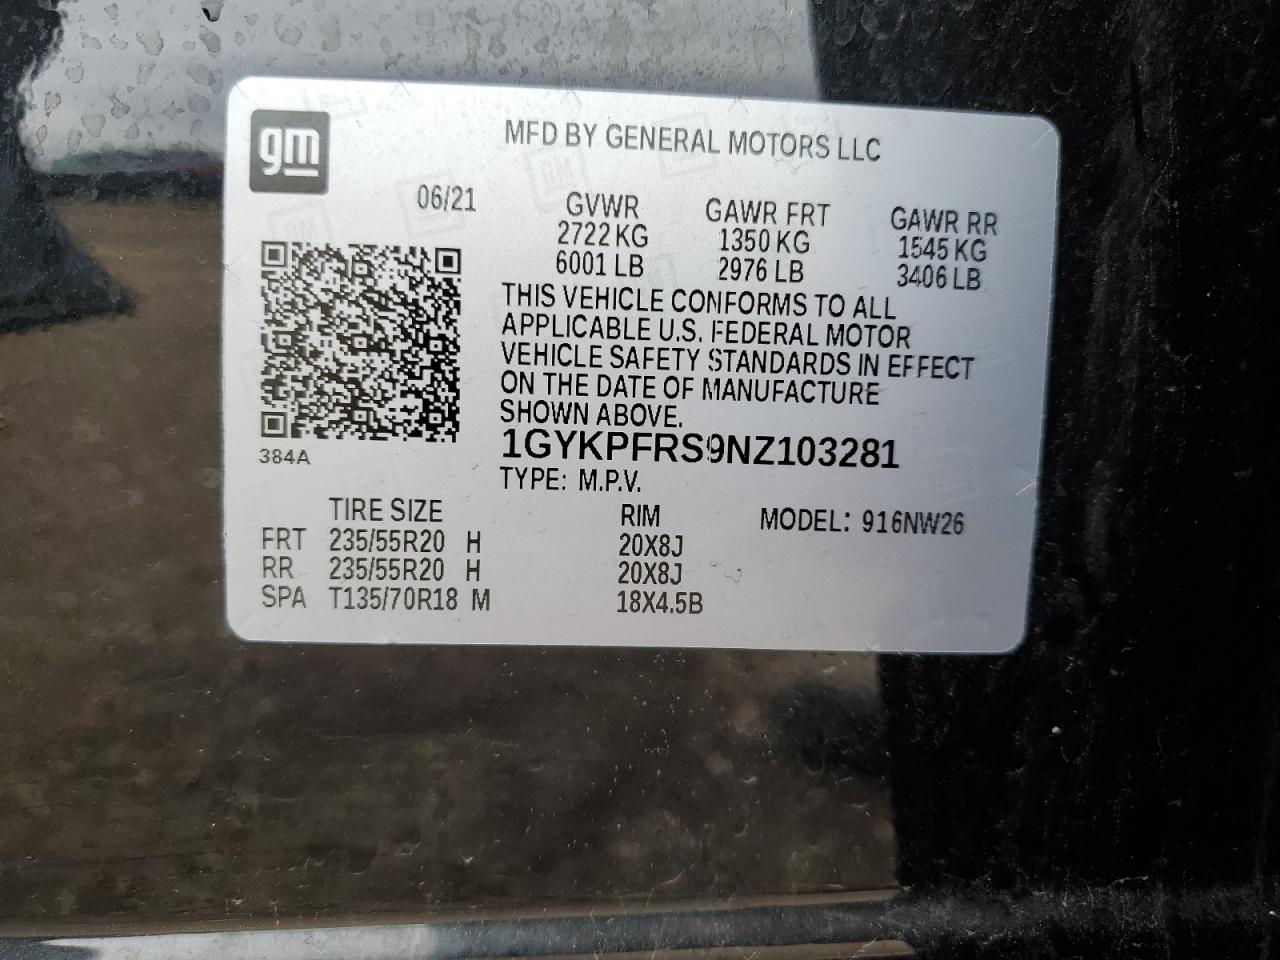 gm
MFD BY GENERAL MOTORS LLC
06/21
GVWR GAWR FRT GAWR RR
2722 KG 1350 KG 1545 KG
6001 LB 2976 LB 3406 LB
THIS VEHICLE CONFORMS TO ALL
APPLICABLE U.S. FEDERAL MOTOR
VEHICLE SAFETY STANDARDS IN EFFECT
ON THE DATE OF MANUFACTURE
SHOWN ABOVE.
384A
1GYKPFRS9NZ103281
TYPE: M.P.V.
TIRE SIZE RIM MODEL: 916NW26
FRT 235/55R20 H 20X8J
RR 235/55R20 H 20X8J
SPA T135/70R18 M 18X4.5B